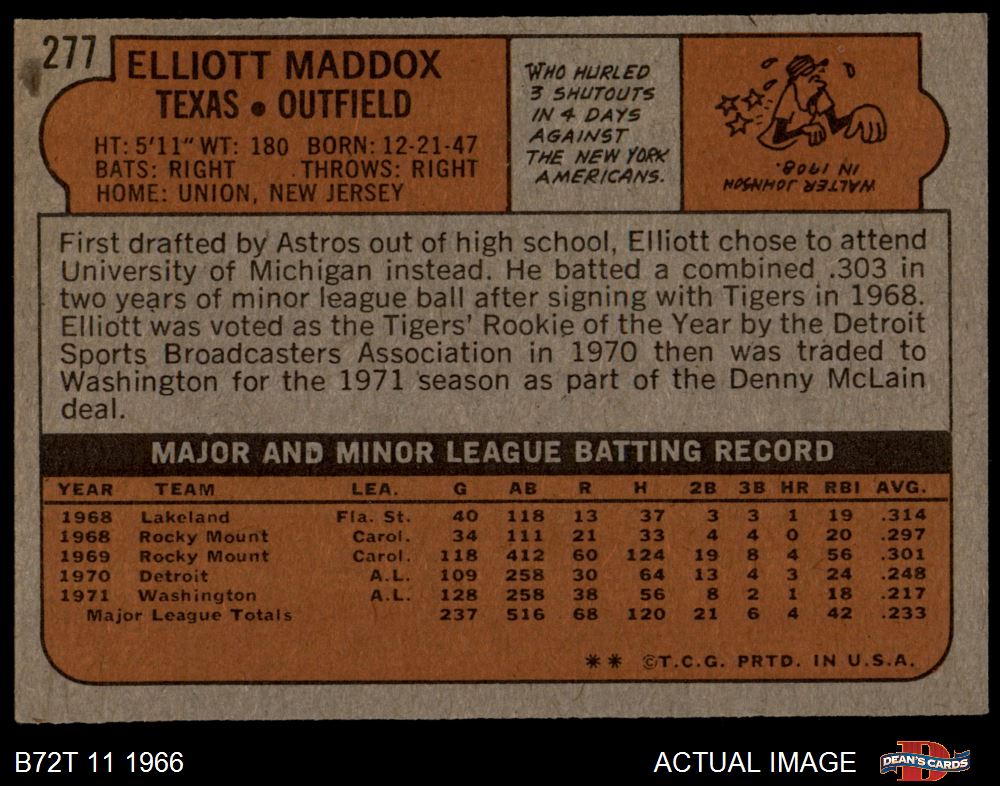 277
ELLIOTT MADDOX
TEXAS • OUTFIELD
HT: 5'11" WT: 180 BORN: 12-21-47
BATS: RIGHT THROWS: RIGHT
HOME: UNION, NEW JERSEY
WHO HURLED
3 SHUTOUTS
IN 4 DAYS
AGAINST
THE NEW YORK
AMERICANS.
WALTER JOHNSON
IN 1908.
First drafted by Astros out of high school, Elliott chose to attend
University of Michigan instead. He batted a combined .303 in
two years of minor league ball after signing with Tigers in 1968.
Elliott was voted as the Tigers' Rookie of the Year by the Detroit
Sports Broadcasters Association in 1970 then was traded to
Washington for the 1971 season as part of the Denny McLain
deal.
MAJOR AND MINOR LEAGUE BATTING RECORD
YEAR TEAM LEA. G AB R H 2B 3B HR RBI AVG.
1968 Lakeland Fla. St. 40 118 13 37 3 3 1 19 .314
1968 Rocky Mount Carol. 34 111 21 33 4 4 0 20 .297
1969 Rocky Mount Carol. 118 412 60 124 19 8 4 56 .301
1970 Detroit A.L. 109 258 30 64 13 4 3 24 .248
1971 Washington A.L. 128 258 38 56 8 2 1 18 .217
Major League Totals 237 516 68 120 21 6 4 42 .233
** ©T.C.G. PRTD. IN U.S.A.
B72T 11 1966 ACTUAL IMAGE
D
DEAN'S CARDS